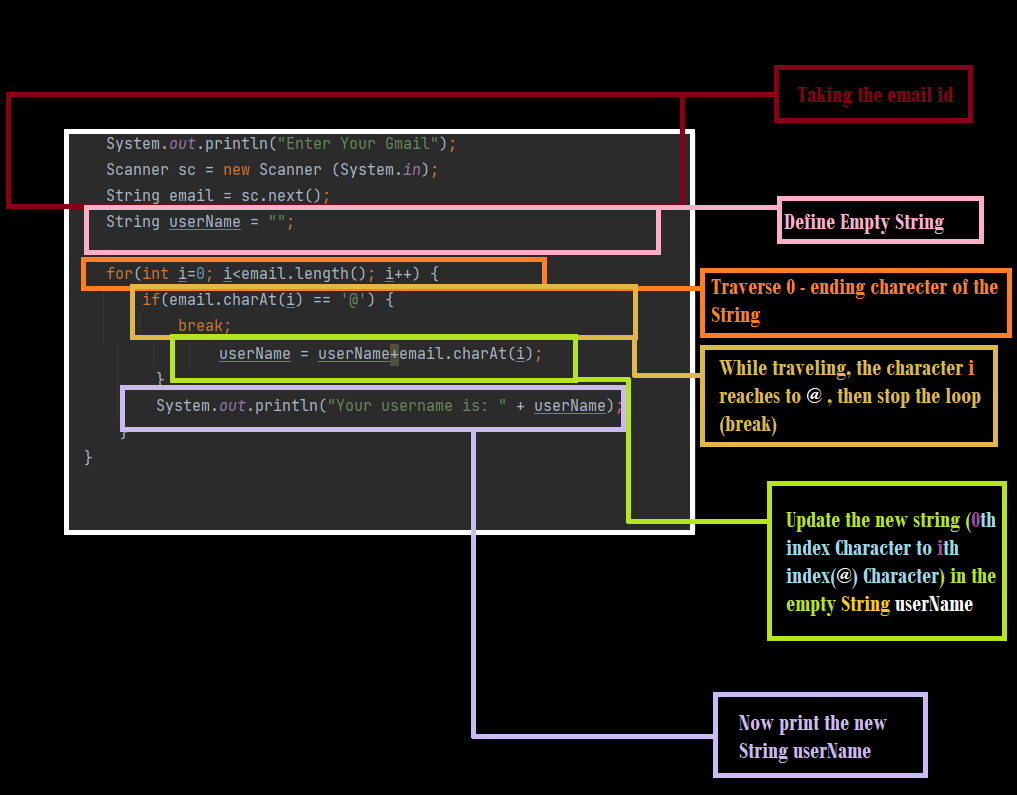 Taking the email id
System.out.println("Enter Your Gmail");
Scanner sc = new Scanner (System.in);
String email = sc.next();
String userName = "";
Define Empty String
for(int i=0; i<email.length(); i++) {
Traverse 0 - ending charecter of the
String
if(email.charAt(i) == '@') {
break;
userName = userName+email.charAt(i);
}
System.out.println("Your username is: " + userName);
}
}
While traveling, the character i
reaches to @ , then stop the loop
(break)
Update the new string (0th
index Character to ith
index(@) Character) in the
empty String userName
Now print the new
String userName